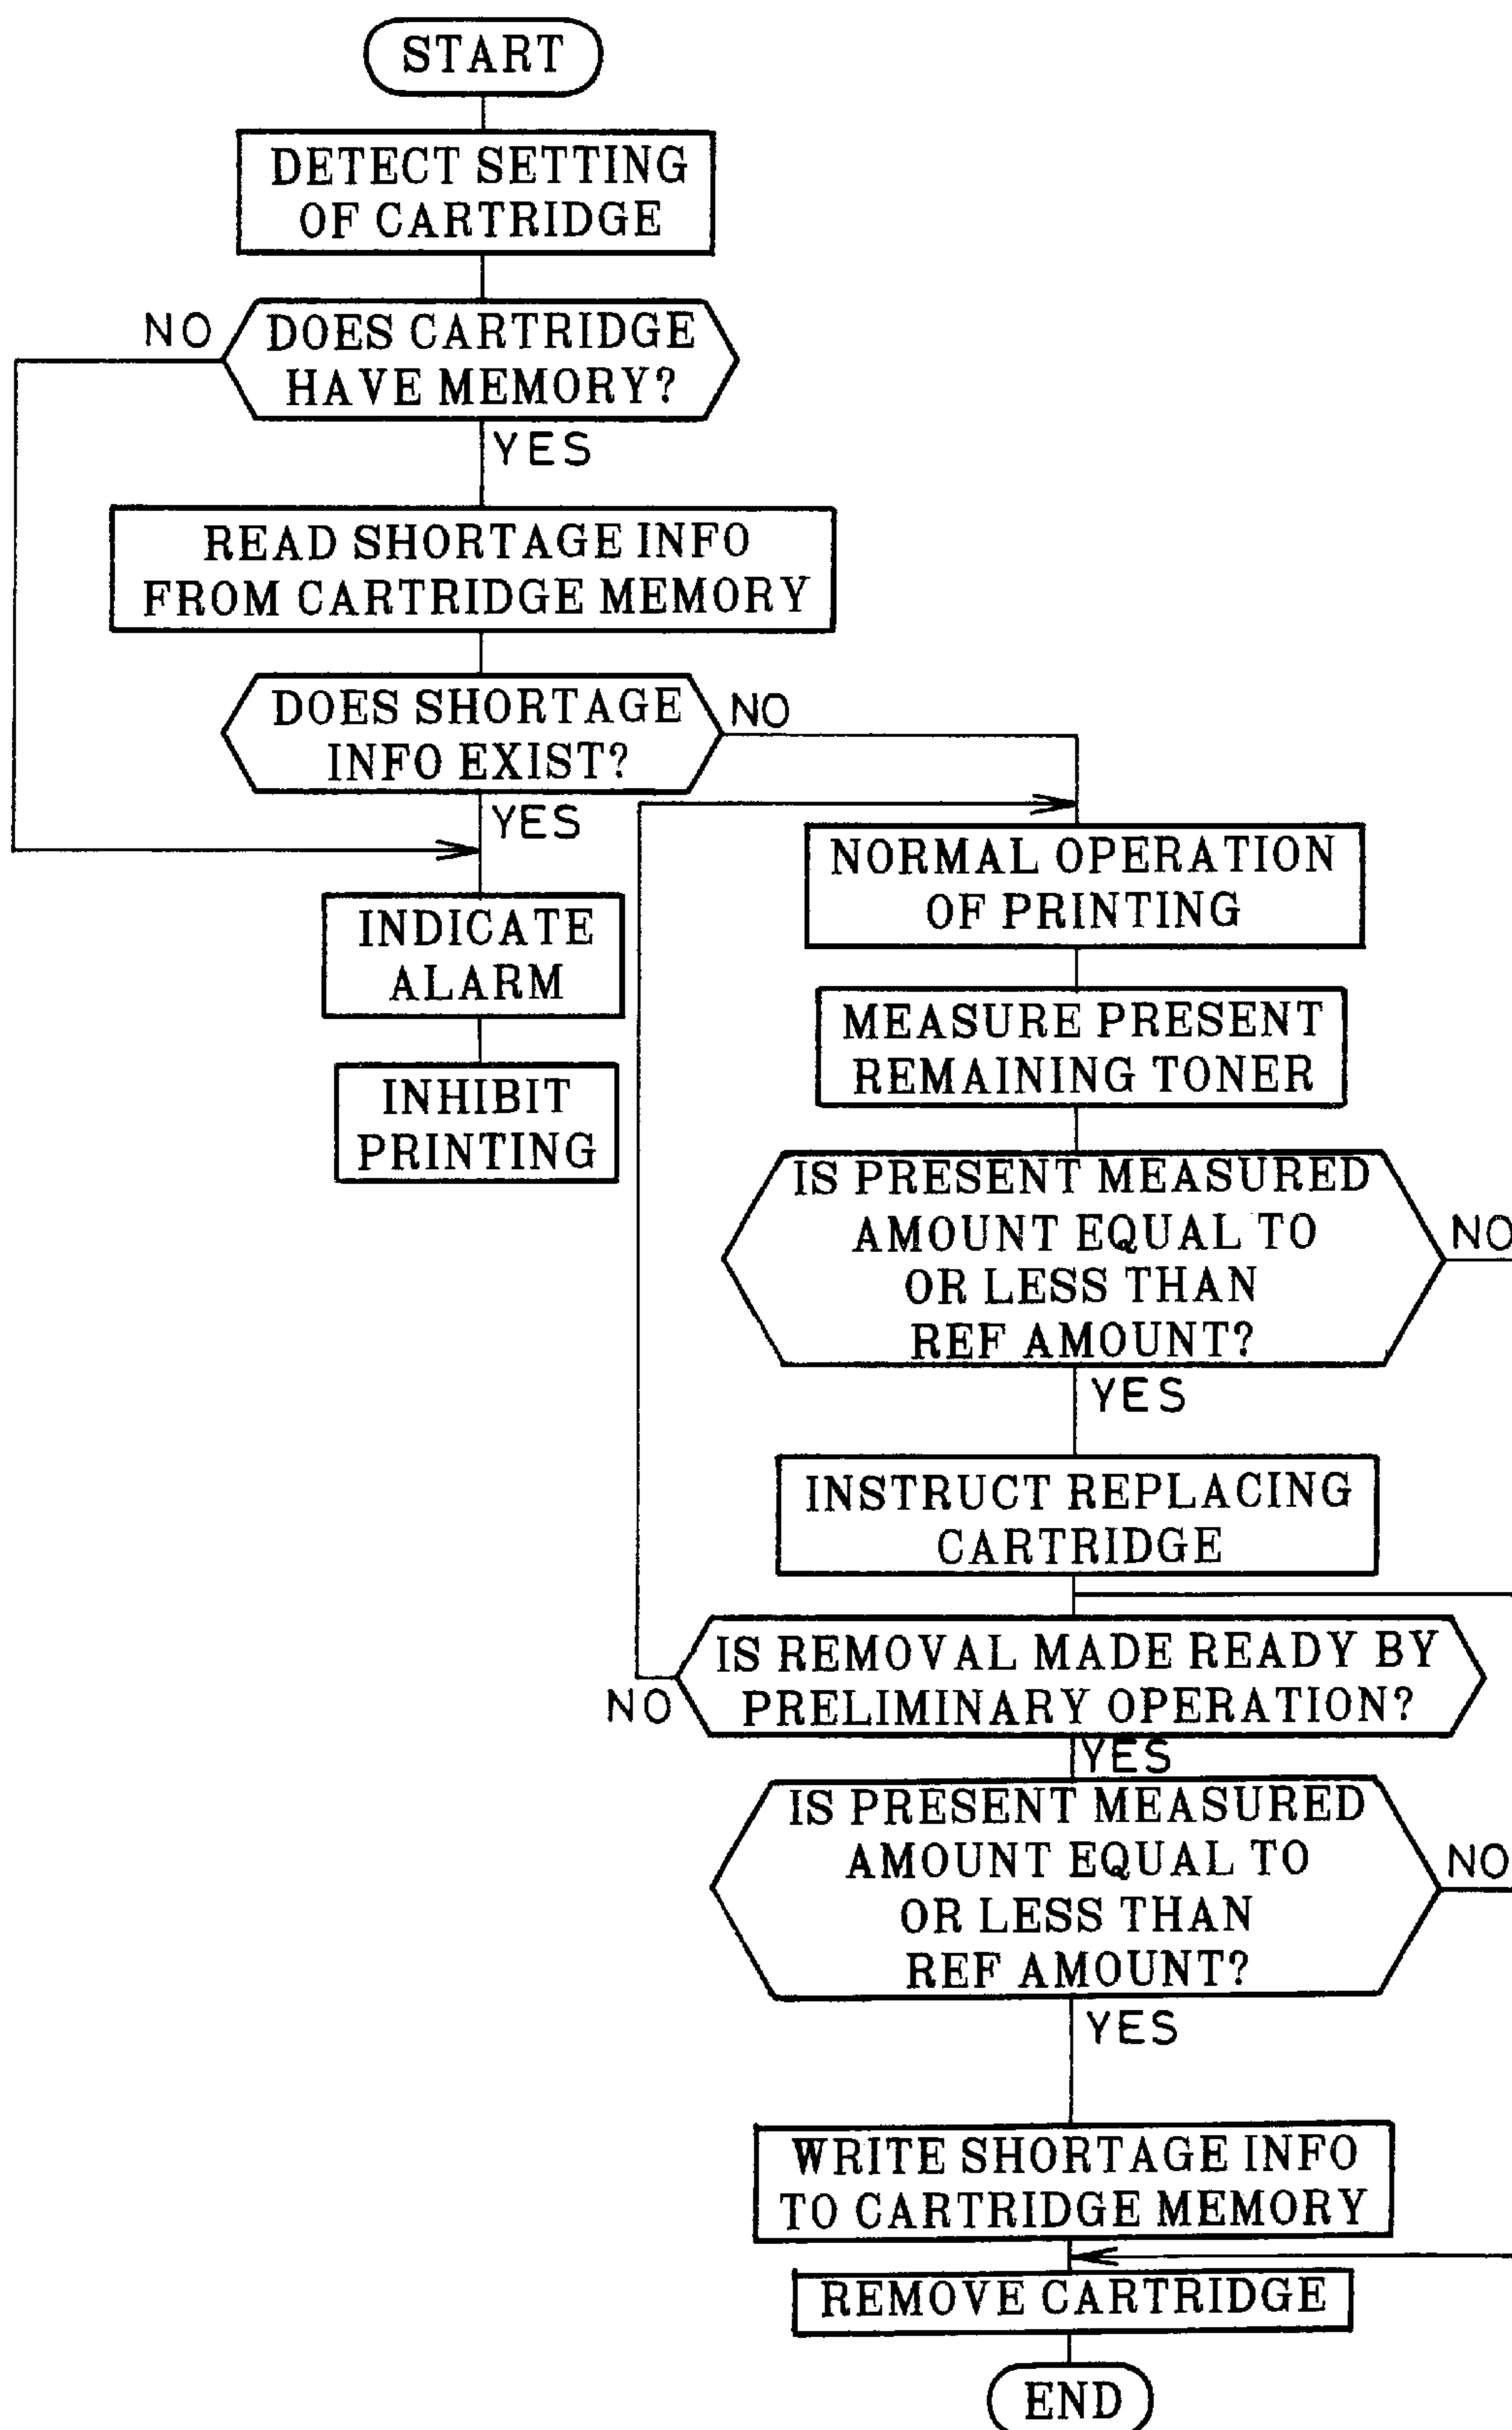 START
DETECT SETTING
OF CARTRIDGE
NO
DOES CARTRIDGE
HAVE MEMORY?
YES
READ SHORTAGE INFO
FROM CARTRIDGE MEMORY
DOES SHORTAGE
INFO EXIST?
NO
YES
INDICATE
ALARM
INHIBIT
PRINTING
NORMAL OPERATION
OF PRINTING
MEASURE PRESENT
REMAINING TONER
IS PRESENT MEASURED
AMOUNT EQUAL TO
OR LESS THAN
REF AMOUNT?
NO
YES
INSTRUCT REPLACING
CARTRIDGE
IS REMOVAL MADE READY BY
PRELIMINARY OPERATION?
NO
YES
IS PRESENT MEASURED
AMOUNT EQUAL TO
OR LESS THAN
REF AMOUNT?
NO
YES
WRITE SHORTAGE INFO
TO CARTRIDGE MEMORY
REMOVE CARTRIDGE
END